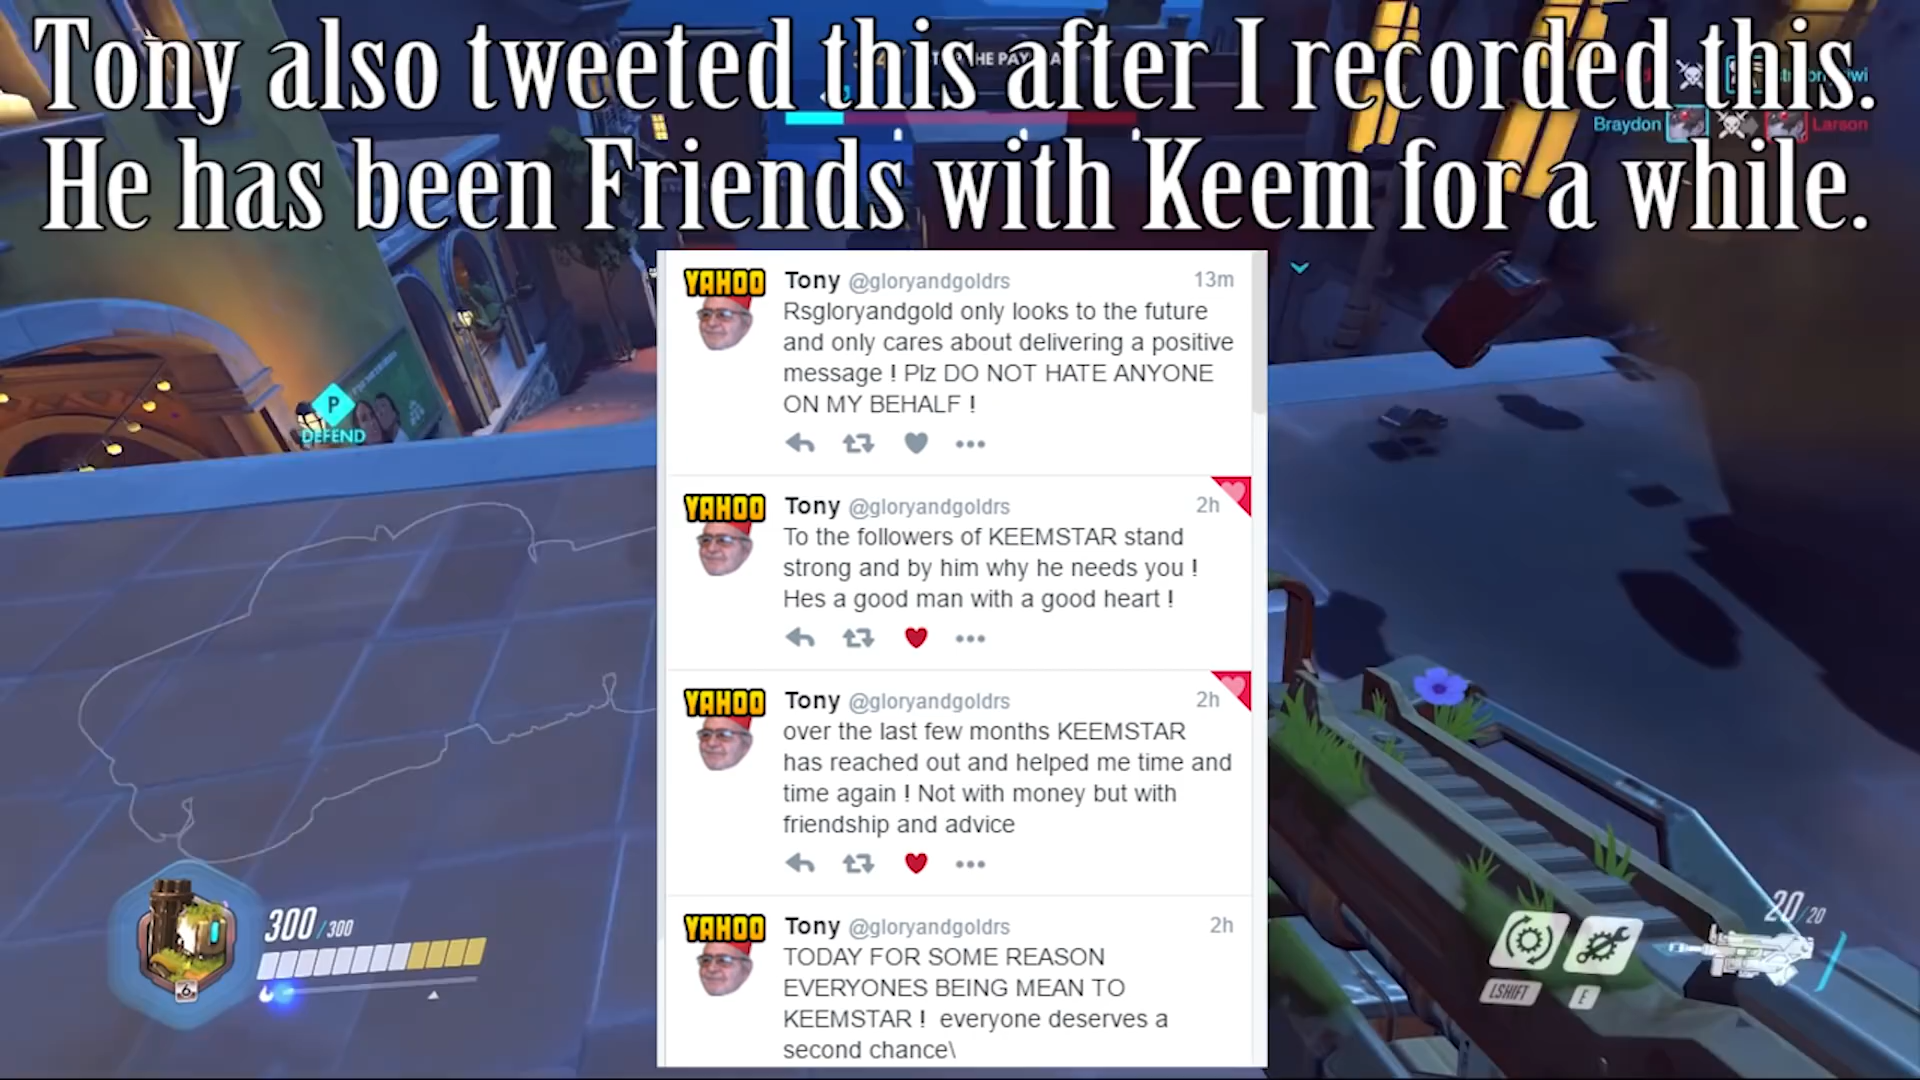 Tony also tweeted this after I recorded this.
He has been Friends with Keem for a while.
Braydon Larson
YAHOO
Tony @gloryandgoldrs 13m
Rsgloryandgold only looks to the future
and only cares about delivering a positive
message ! Plz DO NOT HATE ANYONE
ON MY BEHALF !
YAHOO
Tony @gloryandgoldrs 2h
To the followers of KEEMSTAR stand
strong and by him why he needs you !
Hes a good man with a good heart !
YAHOO
Tony @gloryandgoldrs 2h
over the last few months KEEMSTAR
has reached out and helped me time and
time again ! Not with money but with
friendship and advice
YAHOO
Tony @gloryandgoldrs 2h
TODAY FOR SOME REASON
EVERYONES BEING MEAN TO
KEEMSTAR ! everyone deserves a
second chance\
P
DEFEND
300/300
6
20/20
LSHIFT E